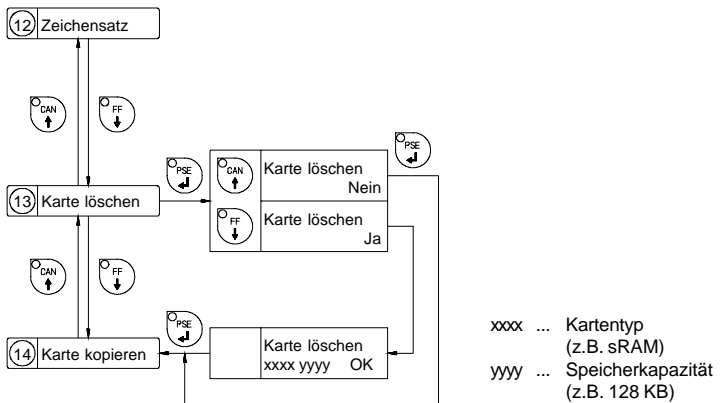 12 Zeichensatz
CAN
FF
PSE
CAN
Karte löschen
Nein
PSE
13 Karte löschen
FF
Karte löschen
Ja
CAN
FF
PSE
14 Karte kopieren
Karte löschen
xxxx yyyy OK
xxxx ... Kartentyp
(z.B. sRAM)
yyyy ... Speicherkapazität
(z.B. 128 KB)